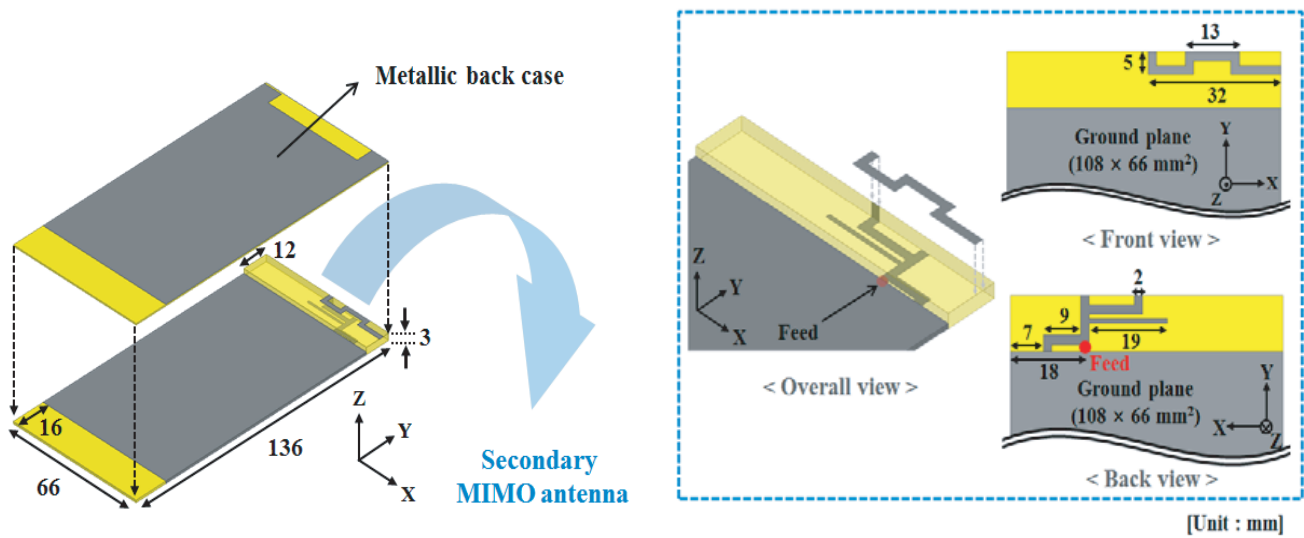 Metallic back case
12
3
16
66
136
Z
Y
X
Secondary
MIMO antenna
Z
Y
X
Feed
< Overall view >
13
5
32
Ground plane
(108 × 66 mm²)
Y
X
Z
< Front view >
2
9
7
19
18
Feed
Ground plane
(108 × 66 mm²)
Y
X
Z
< Back view >
[Unit : mm]